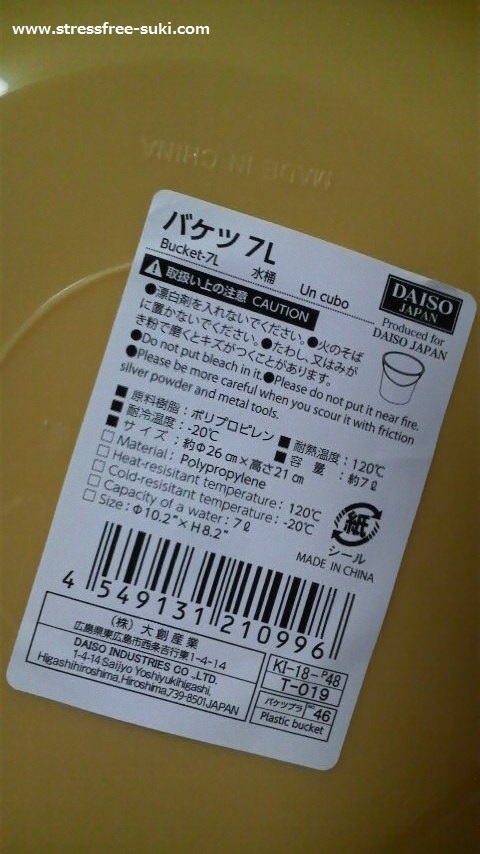 www.stressfree-suki.com
MADE IN CHINA
バケツ 7L
Bucket-7L 水桶 Un cubo
DAISO
JAPAN
Produced for
DAISO JAPAN
取扱い上の注意 CAUTION
●漂白剤を入れないでください。●火のそば
に置かないでください。●たわし、又はみが
き粉で磨くとキズがつくことがあります。
●Do not put bleach in it.●Please do not put it near fire.
●Please be more careful when you scour it with friction
silver powder and metal tools.
■原料樹脂：ポリプロピレン ■耐熱温度：120℃
■耐冷温度：-20℃ ■容量：約7ℓ
■サイズ：約Φ26㎝×高さ21㎝
□Material: Polypropylene
□Heat-resisitant temperature: 120℃
□Cold-resisitant temperature: -20℃
□Capacity of water: 7ℓ
□Size: Φ10.2"×H8.2"
紙
シール
MADE IN CHINA
4 549131 210996
(株)大創産業
広島県東広島市西条吉行東1-4-14
DAISO INDUSTRIES CO.,LTD.
1-4-14 Saijyo Yoshiyukihigashi,
Higashihiroshima,Hiroshima,739-8501JAPAN
KI-18-P48
T-019
バケツプラ NO 46
Plastic bucket